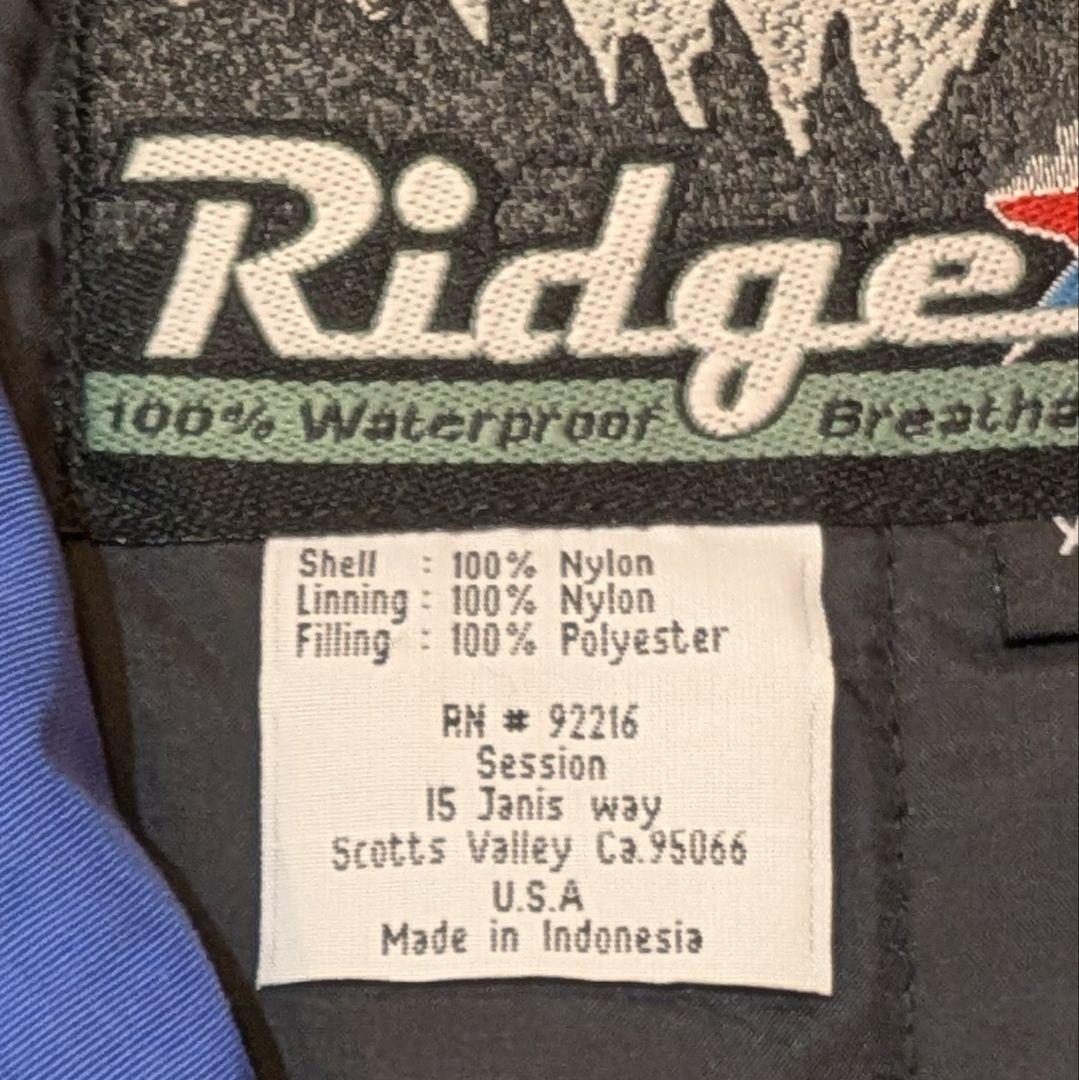 Ridge
100% Waterproof Breatha
Shell : 100% Nylon
Linning : 100% Nylon
Filling : 100% Polyester
RN # 92216
Session
15 Janis way
Scotts Valley Ca.95066
U.S.A
Made in Indonesia